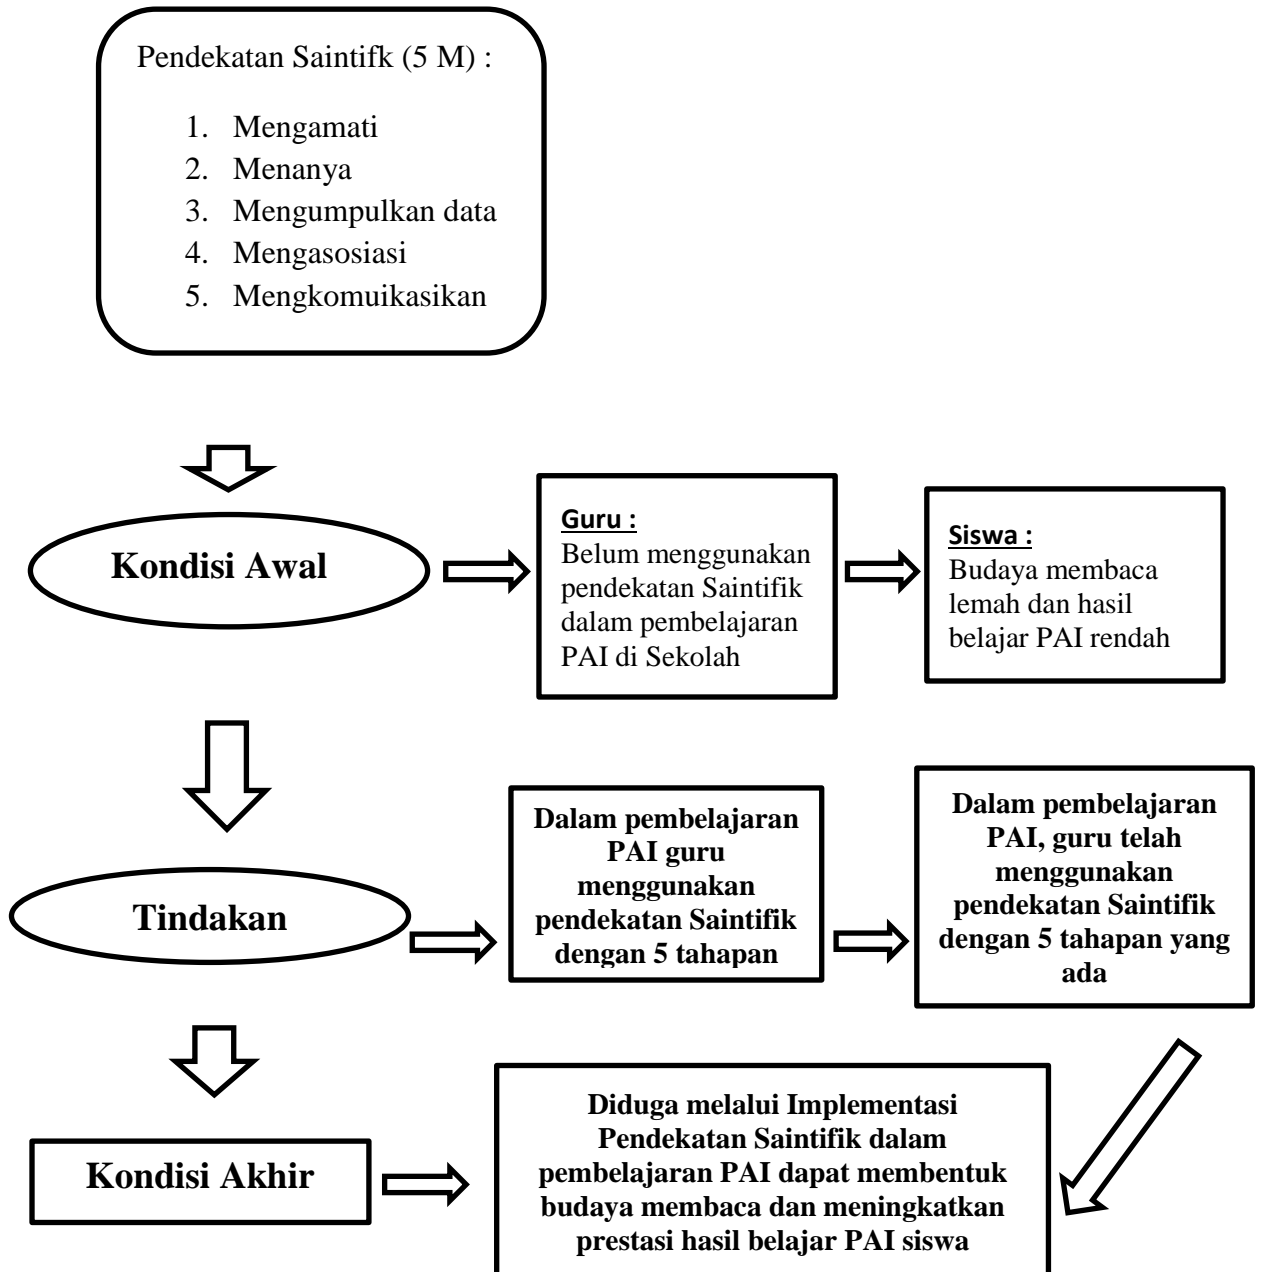 Pendekatan Saintifk (5 M) :
1. Mengamati
2. Menanya
3. Mengumpulkan data
4. Mengasosiasi
5. Mengkomuikasikan
Kondisi Awal
Guru :
Belum menggunakan
pendekatan Saintifik
dalam pembelajaran
PAI di Sekolah
Siswa :
Budaya membaca
lemah dan hasil
belajar PAI rendah
Tindakan
Dalam pembelajaran
PAI guru
menggunakan
pendekatan Saintifik
dengan 5 tahapan
Dalam pembelajaran
PAI, guru telah
menggunakan
pendekatan Saintifik
dengan 5 tahapan yang
ada
Kondisi Akhir
Diduga melalui Implementasi
Pendekatan Saintifik dalam
pembelajaran PAI dapat membentuk
budaya membaca dan meningkatkan
prestasi hasil belajar PAI siswa